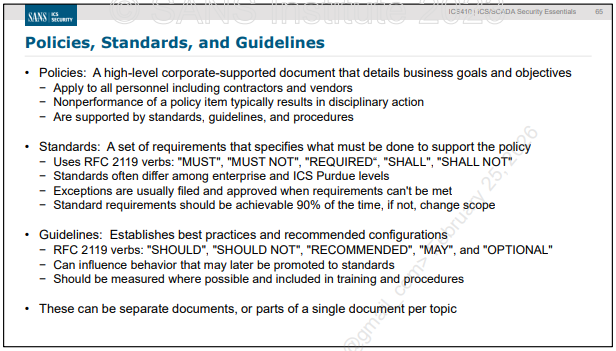 © SANS Institute 2025
SANS ICS SECURITY
ICS410 | ICS/SCADA Security Essentials 65
Policies, Standards, and Guidelines
• Policies: A high-level corporate-supported document that details business goals and objectives
– Apply to all personnel including contractors and vendors
– Nonperformance of a policy item typically results in disciplinary action
– Are supported by standards, guidelines, and procedures
• Standards: A set of requirements that specifies what must be done to support the policy
– Uses RFC 2119 verbs: "MUST", "MUST NOT", "REQUIRED“, "SHALL", "SHALL NOT"
– Standards often differ among enterprise and ICS Purdue levels
– Exceptions are usually filed and approved when requirements can't be met
– Standard requirements should be achievable 90% of the time, if not, change scope
• Guidelines: Establishes best practices and recommended configurations
– RFC 2119 verbs: "SHOULD", "SHOULD NOT", "RECOMMENDED", "MAY", and "OPTIONAL"
– Can influence behavior that may later be promoted to standards
– Should be measured where possible and included in training and procedures
• These can be separate documents, or parts of a single document per topic
@gmail.com> February 25, 2026